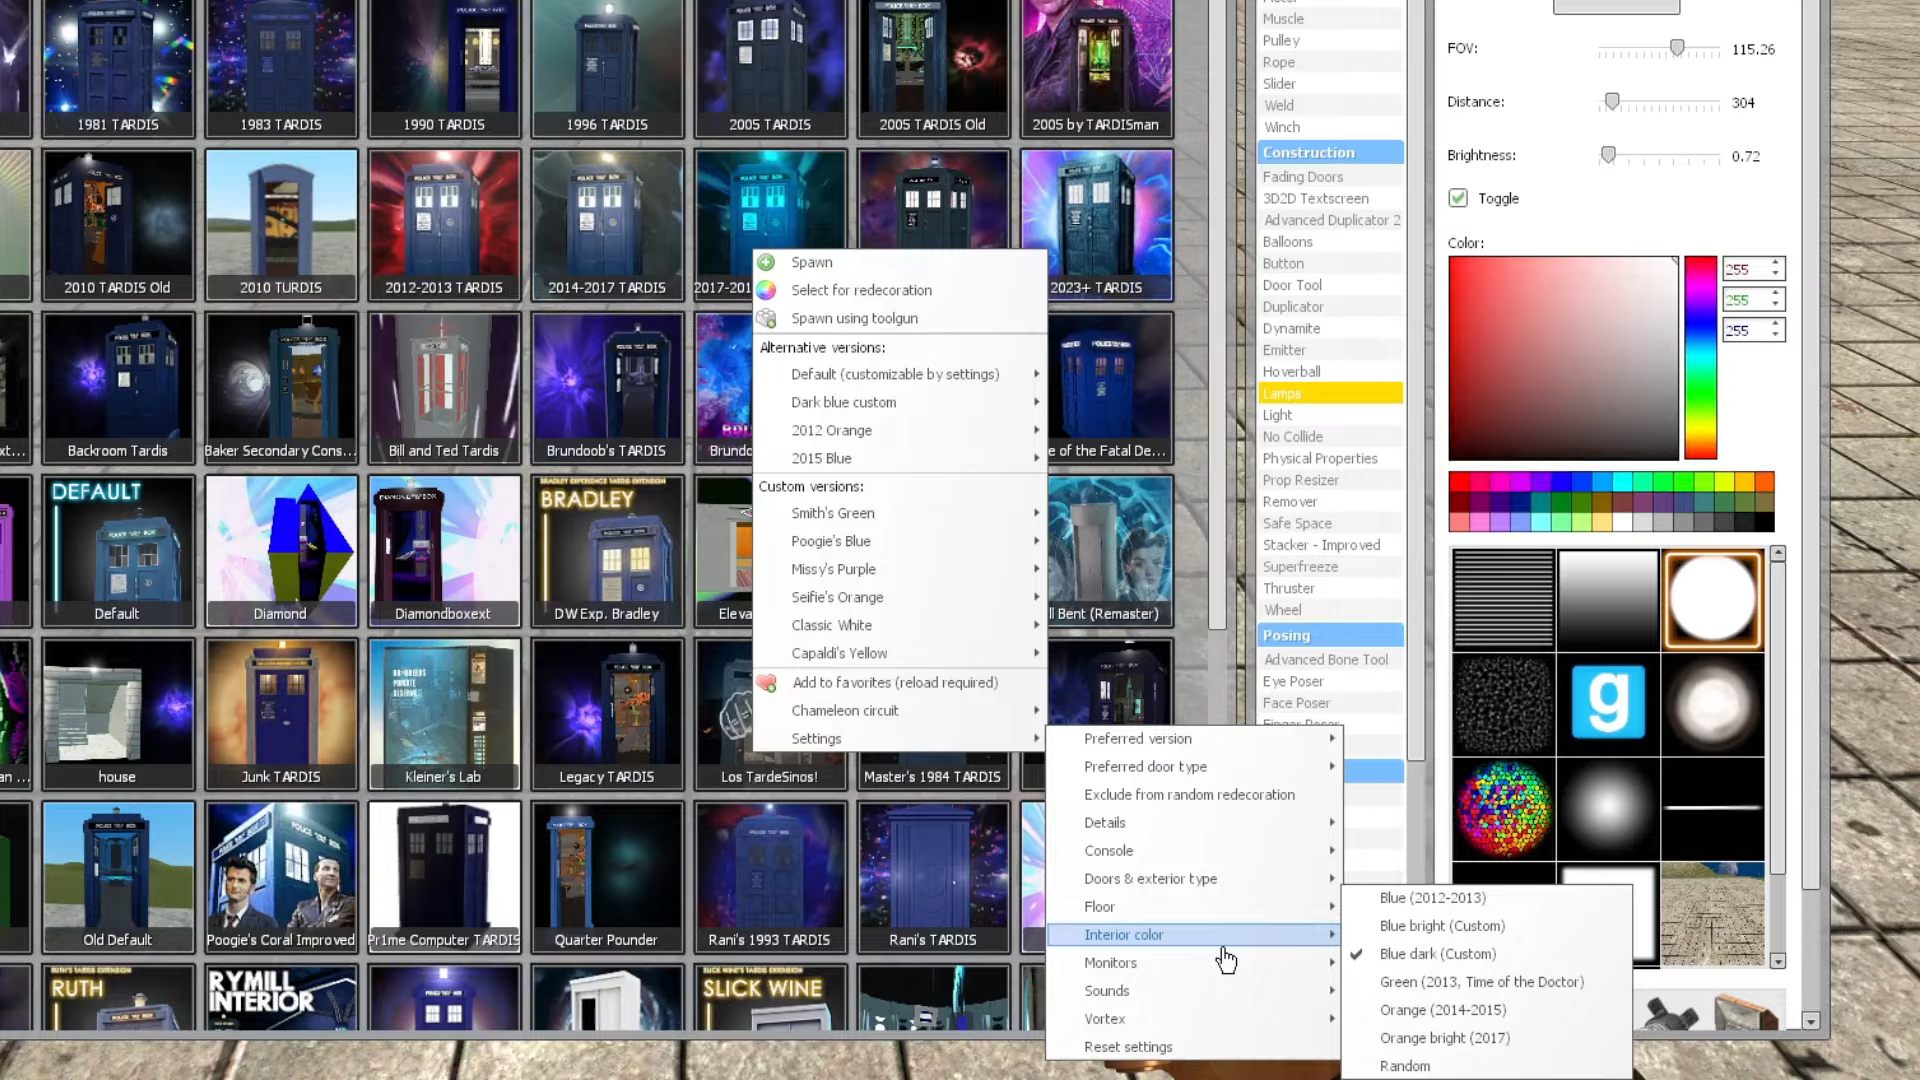 1981 TARDIS
1983 TARDIS
1990 TARDIS
1996 TARDIS
2005 TARDIS
2005 TARDIS Old
2005 by TARDISman
2010 TARDIS Old
2010 TURDIS
2012-2013 TARDIS
2014-2017 TARDIS
2017-201
2023+ TARDIS
xt...
Backroom Tardis
Baker Secondary Cons...
Bill and Ted Tardis
Brundoob's TARDIS
Brundo
e of the Fatal De...
DEFAULT
Default
Diamond
Diamondboxext
BRADLEY
DW Exp. Bradley
Eleva
ll Bent (Remaster)
an ...
house
Junk TARDIS
Kleiner's Lab
Legacy TARDIS
Los TardeSinos!
Master's 1984 TARDIS
Old Default
Poogie's Coral Improved
Pr1me Computer TARDIS
Quarter Pounder
Rani's 1993 TARDIS
Rani's TARDIS
RUTH
RYMILL
INTERIOR
SLICK WINE
Spawn
Select for redecoration
Spawn using toolgun
Alternative versions:
Default (customizable by settings)
Dark blue custom
2012 Orange
2015 Blue
Custom versions:
Smith's Green
Poogie's Blue
Missy's Purple
Seifie's Orange
Classic White
Capaldi's Yellow
Add to favorites (reload required)
Chameleon circuit
Settings
Preferred version
Preferred door type
Exclude from random redecoration
Details
Console
Doors & exterior type
Floor
Interior color
Monitors
Sounds
Vortex
Reset settings
Blue (2012-2013)
Blue bright (Custom)
Blue dark (Custom)
Green (2013, Time of the Doctor)
Orange (2014-2015)
Orange bright (2017)
Random
Muscle
Pulley
Rope
Slider
Weld
Winch
Construction
Fading Doors
3D2D Textscreen
Advanced Duplicator 2
Balloons
Button
Door Tool
Duplicator
Dynamite
Emitter
Hoverball
Lamps
Light
No Collide
Physical Properties
Prop Resizer
Remover
Safe Space
Stacker - Improved
Superfreeze
Thruster
Wheel
Posing
Advanced Bone Tool
Eye Poser
Face Poser
FOV:
115.26
Distance:
304
Brightness:
0.72
Toggle
Color:
255
255
255
g